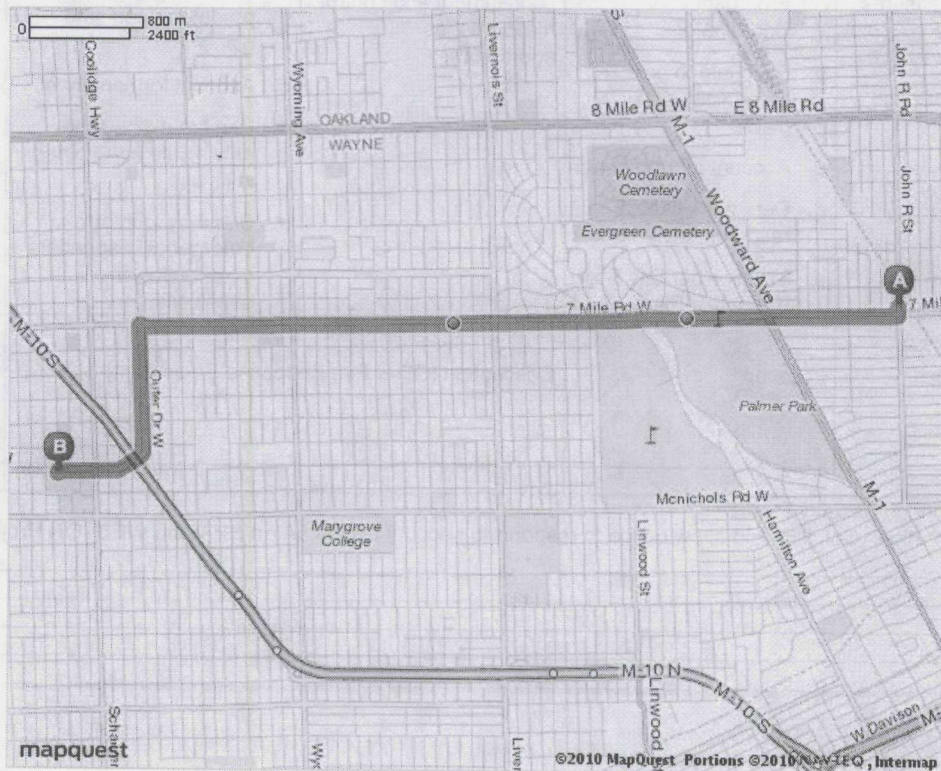 0
800 m
2400 ft
Coolidge Hwy
Wyoming Ave
Livernois St
8 Mile Rd W
E 8 Mile Rd
John R Rd
OAKLAND
WAYNE
M-1
Woodlawn
Cemetery
Evergreen Cemetery
Woodward Ave
John R St
A
7 Mile Rd W
7 Mi
M-10 S
Outer Dr W
B
Palmer Park
Mcnichols Rd W
M-1
Marygrove
College
Linwood St
Hamilton Ave
M-10 N
M-10 S
Linwood
W Davison
M-
Schaefer
Wyo
Liver
mapquest
©2010 MapQuest Portions ©2010 NAVTEQ, Intermap